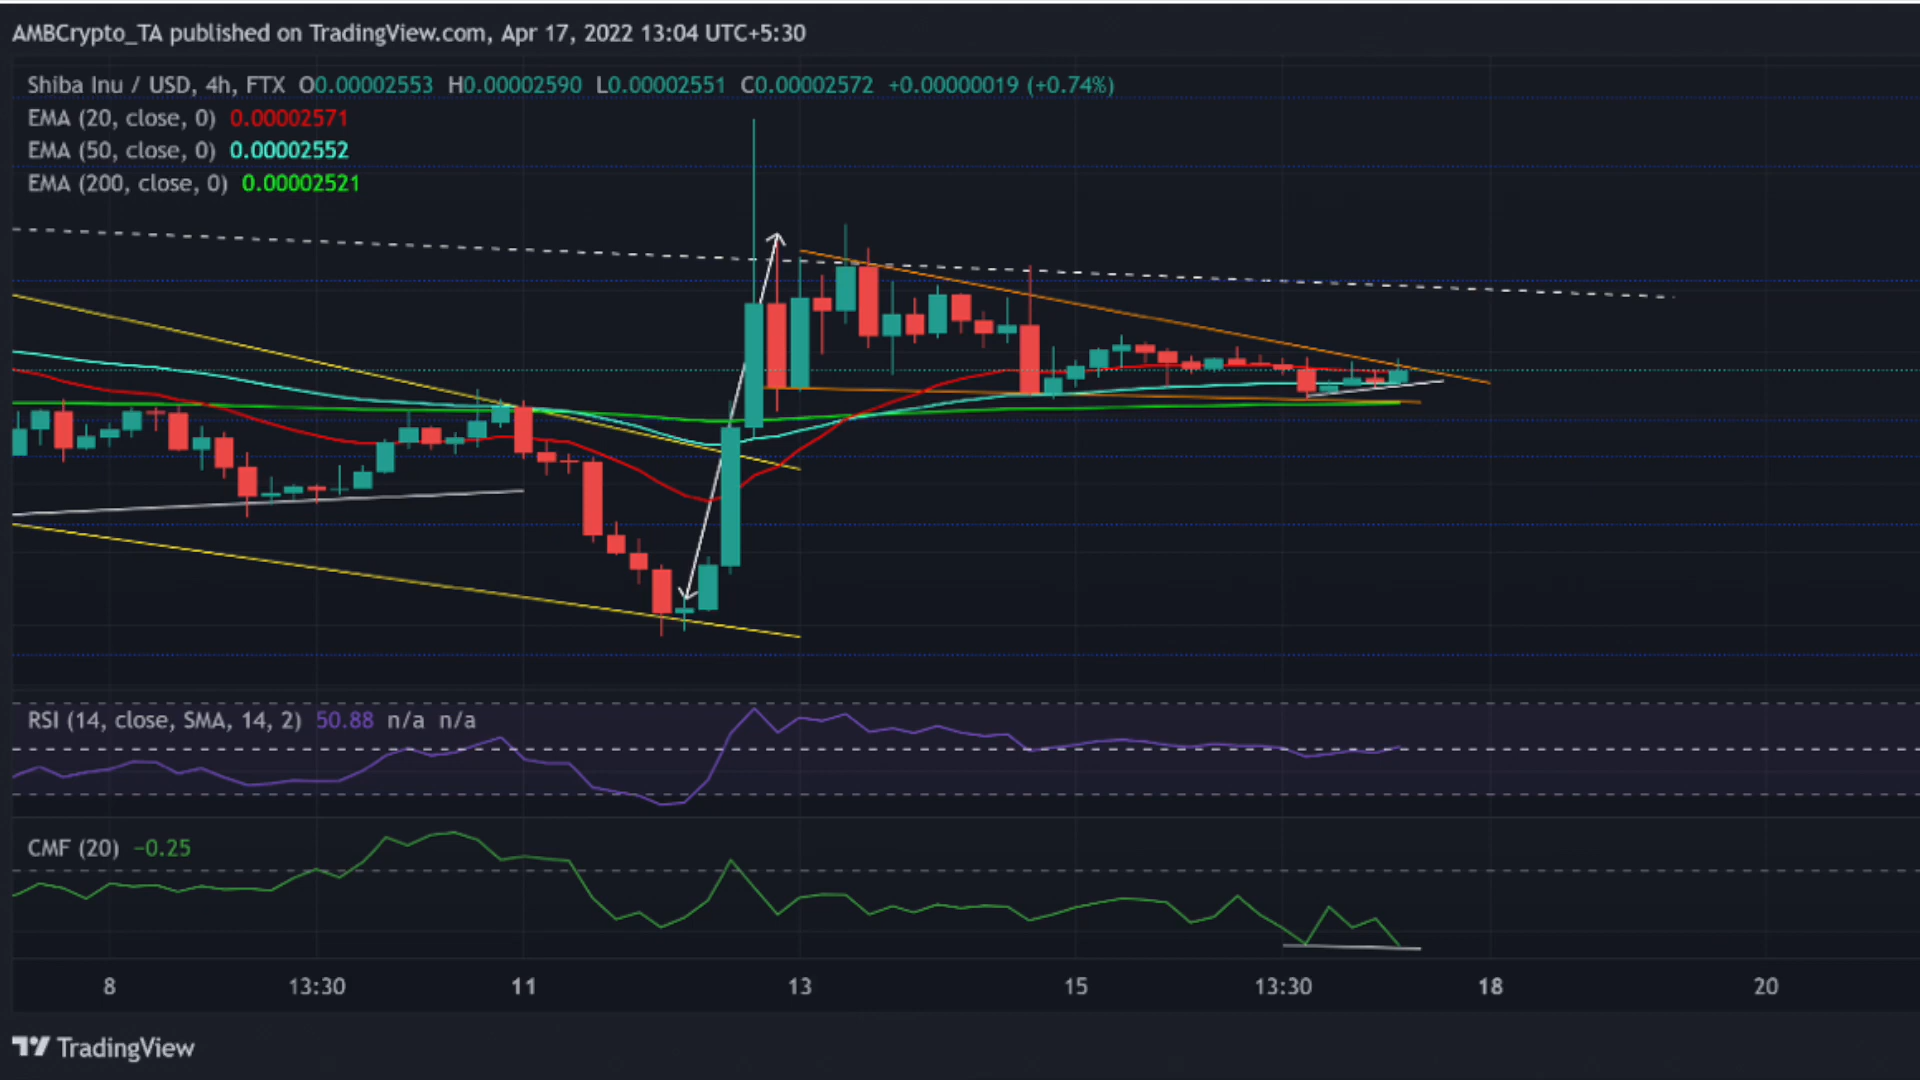 AMBCrypto_TA published on TradingView.com, Apr 17, 2022 13:04 UTC+5:30
Shiba Inu / USD, 4h, FTX O0.00002553 H0.00002590 L0.00002551 C0.00002572 +0.00000019 (+0.74%)
EMA (20, close, 0) 0.00002571
EMA (50, close, 0) 0.00002552
EMA (200, close, 0) 0.00002521
RSI (14, close, SMA, 14, 2) 50.88 n/a n/a
CMF (20) −0.25
8 13:30 11 13 15 13:30 18 20
TradingView